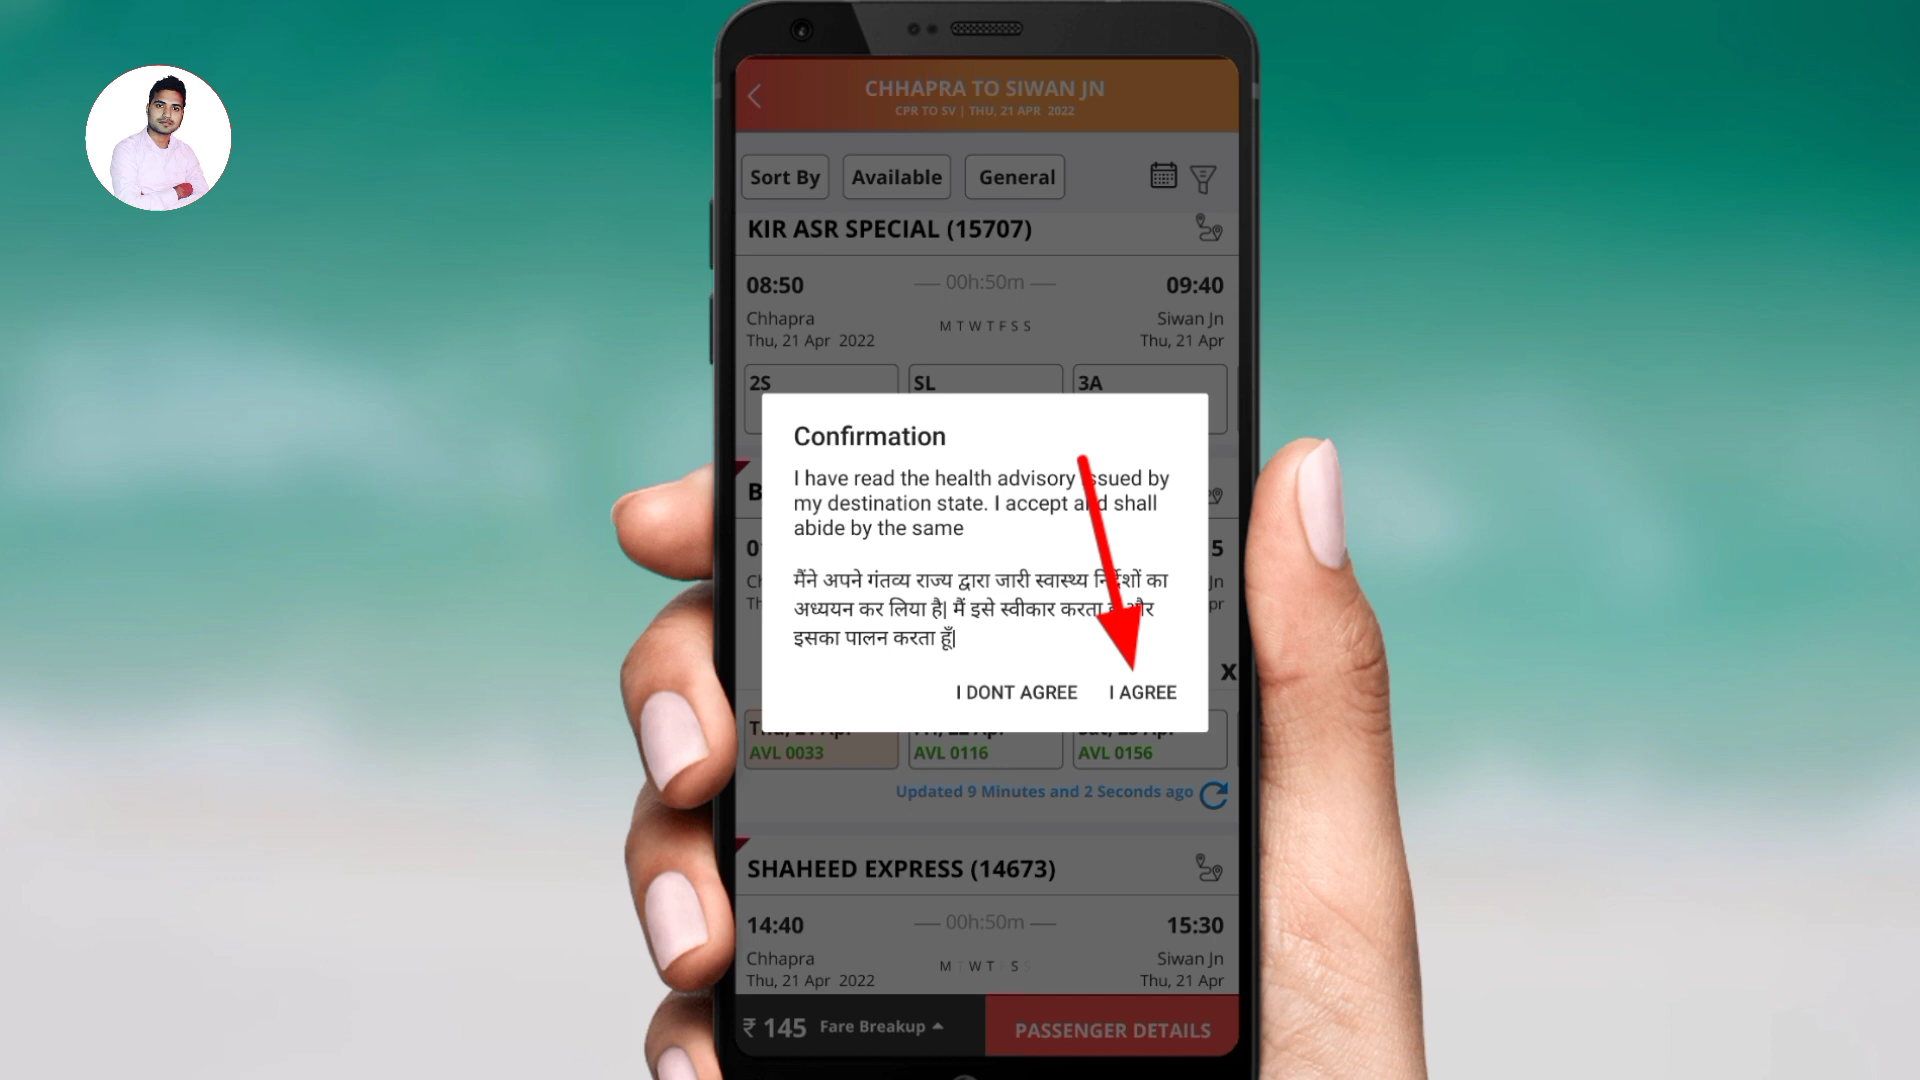 CHHAPRA TO SIWAN JN
CPR TO SV | THU, 21 APR 2022
Sort By
Available
General
KIR ASR SPECIAL (15707)
08:50
00h:50m
09:40
Chhapra
M T W T F S S
Siwan Jn
Thu, 21 Apr 2022
Thu, 21 Apr
2S
SL
3A
Confirmation
I have read the health advisory issued by
my destination state. I accept and shall
abide by the same
मैंने अपने गंतव्य राज्य द्वारा जारी स्वास्थ्य निर्देशों का
अध्ययन कर लिया है| मैं इसे स्वीकार करता और
इसका पालन करता हूँ|
X
I DONT AGREE
I AGREE
AVL 0033
AVL 0116
AVL 0156
Updated 9 Minutes and 2 Seconds ago
SHAHEED EXPRESS (14673)
14:40
00h:50m
15:30
Chhapra
M W T S
Siwan Jn
Thu, 21 Apr 2022
Thu, 21 Apr
₹ 145
Fare Breakup
PASSENGER DETAILS